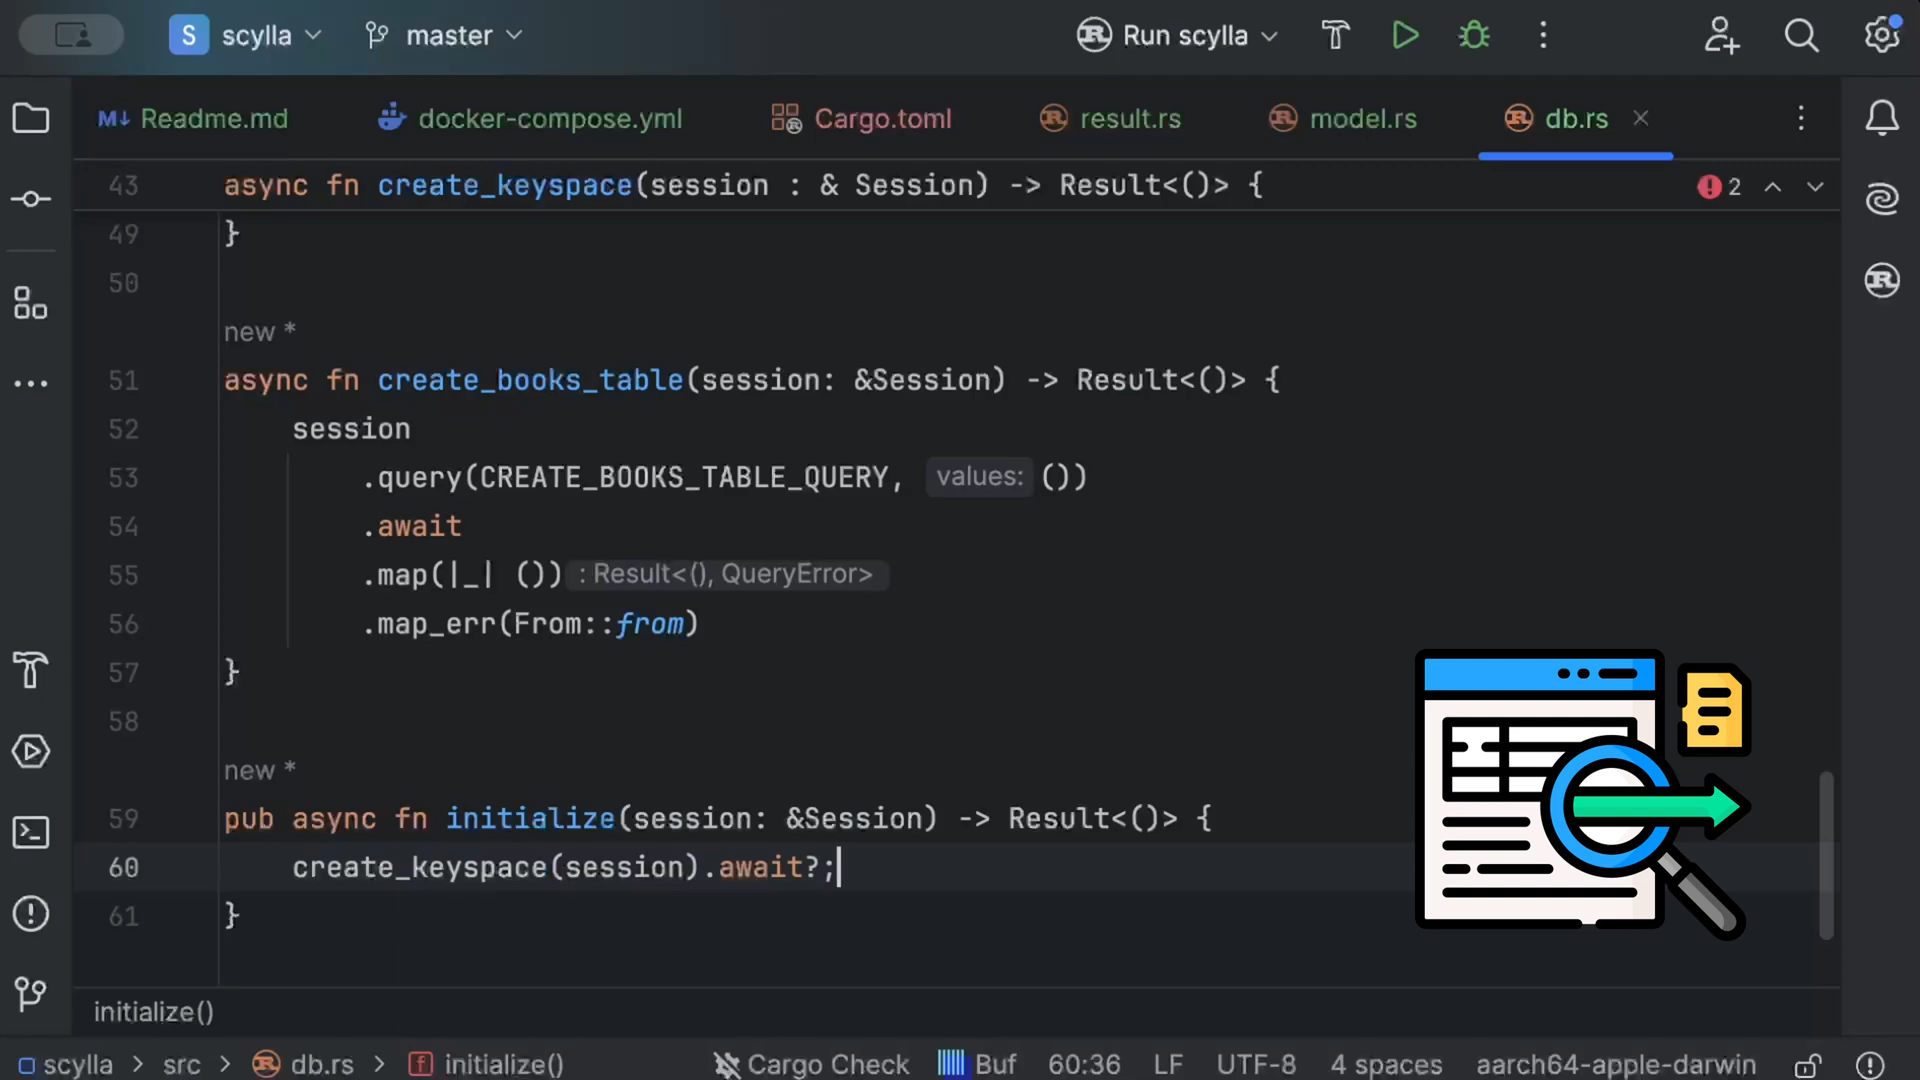 S scylla master Run scylla
M↓ Readme.md docker-compose.yml Cargo.toml result.rs model.rs db.rs
43 async fn create_keyspace(session : & Session) -> Result<()> { 2
49 }
50
new *
51 async fn create_books_table(session: &Session) -> Result<()> {
52 session
53 .query(CREATE_BOOKS_TABLE_QUERY, values: ())
54 .await
55 .map(|_| ()) : Result<(), QueryError>
56 .map_err(From::from)
57 }
58
new *
59 pub async fn initialize(session: &Session) -> Result<()> {
60 create_keyspace(session).await?;
61 }
initialize()
scylla > src > db.rs > f initialize() Cargo Check Buf 60:36 LF UTF-8 4 spaces aarch64-apple-darwin